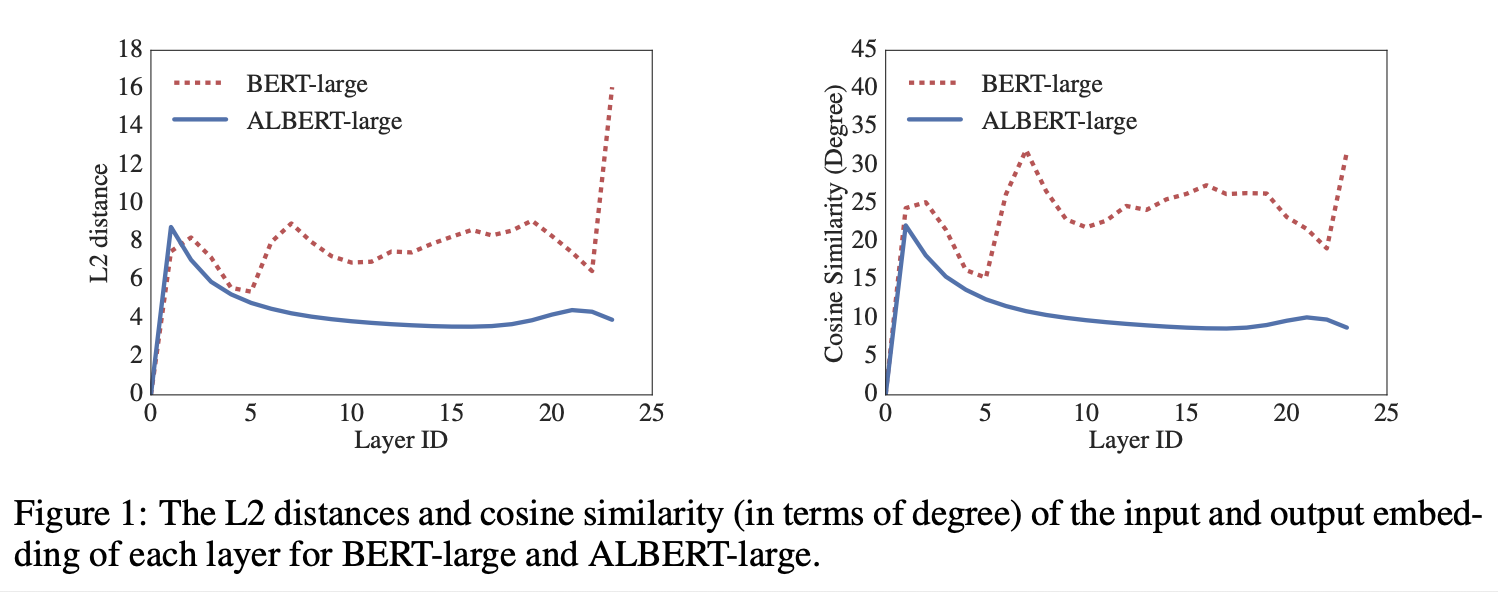 18
16
14
12
10
8
6
4
2
0
L2 distance
BERT-large
ALBERT-large
0 5 10 15 20 25
Layer ID
45
40
35
30
25
20
15
10
5
0
Cosine Similarity (Degree)
BERT-large
ALBERT-large
0 5 10 15 20 25
Layer ID
Figure 1: The L2 distances and cosine similarity (in terms of degree) of the input and output embed-
ding of each layer for BERT-large and ALBERT-large.